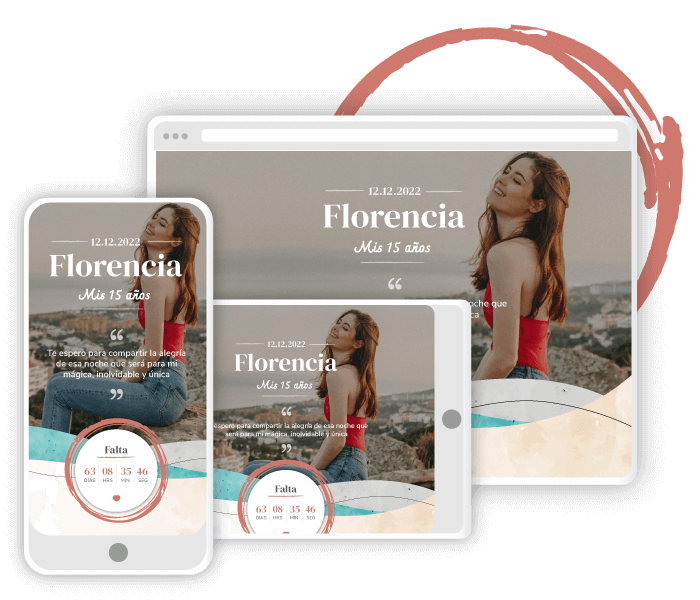 12.12.2022
Florencia
Mis 15 años
“
oche que
ca
12.12.2022
Florencia
Mis 15 años
“
Te espero para compartir la alegría
de esa noche que será para mi
mágica, inolvidable y única
”
Falta
63 08 35 46
DÍAS HRS MIN SEG
12.12.2022
Florencia
Mis 15 años
“
espero para compartir la alegría de esa noche que
será para mi mágica, inolvidable y única
”
Falta
63 08 35 46
DÍAS HRS MIN SEG